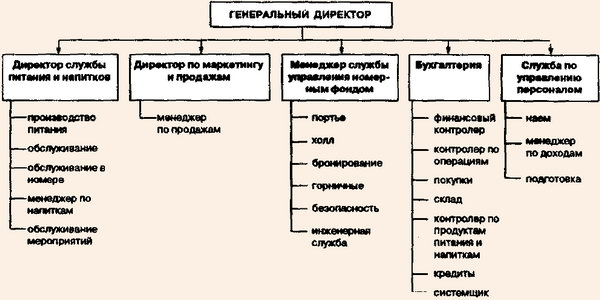 ГЕНЕРАЛЬНЫЙ ДИРЕКТОР
Директор службы
питания и напитков
производство
питания
обслуживание
обслуживание в
номере
менеджер по
напиткам
обслуживание
мероприятий
Директор по маркетингу
и продажам
менеджер
по продажам
Менеджер службы
управления номер-
ным фондом
портье
холл
бронирование
горничные
безопасность
инженерная
служба
Бухгалтерия
финансовый
контролер
контролер по
операциям
покупки
склад
контролер по
продуктам
питания и
напиткам
кредиты
системщик
Служба по
управлению
персоналом
наем
менеджер
по доходам
подготовка